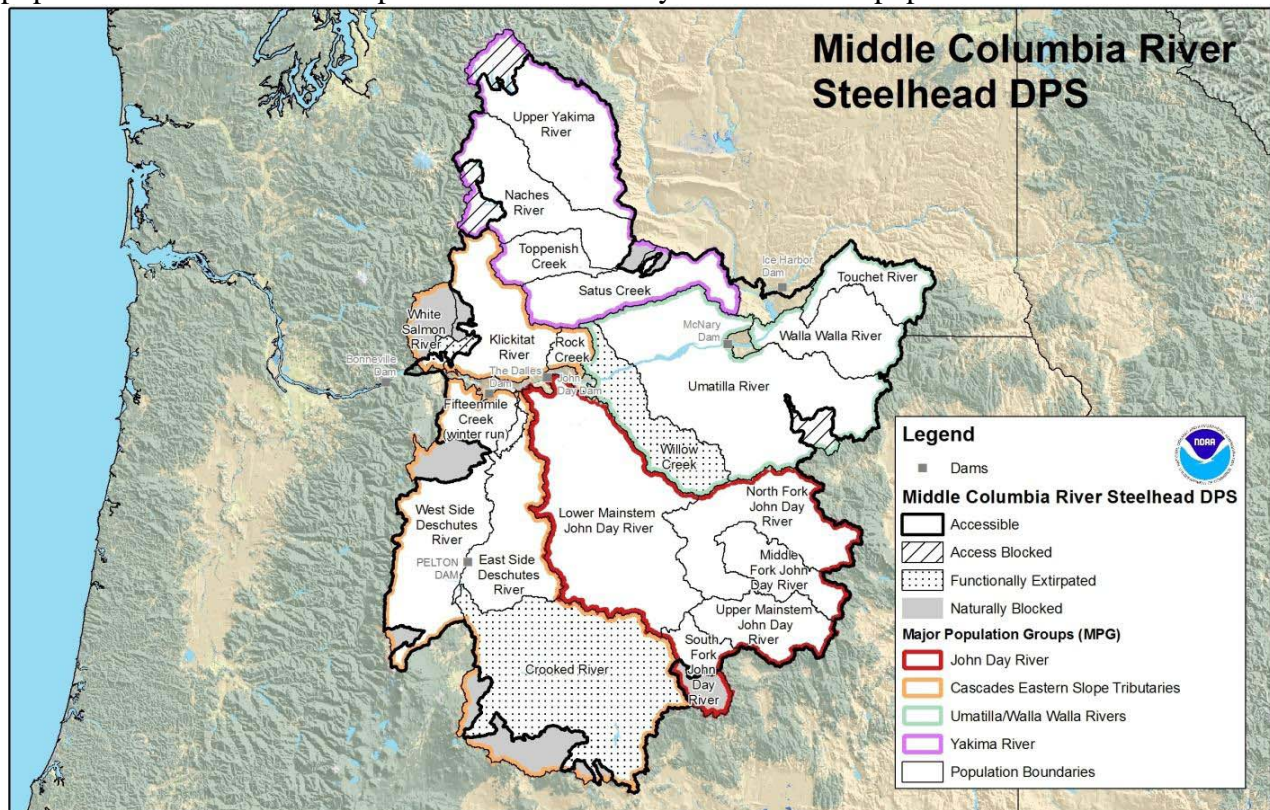 Middle Columbia River
Steelhead DPS
Upper Yakima
River
Naches
River
Toppenish
Creek
Satus Creek
Ice Harbor
Dam
Touchet River
White
Salmon
River
Klickitat
River
Rock
Creek
McNary
Dam
Walla Walla River
Bonneville
Dam
The Dalles
Dam
John
Day Dam
Umatilla River
Fifteenmile
Creek
(winter run)
Willow
Creek
West Side
Deschutes
River
Lower Mainstem
John Day River
North Fork
John Day
River
PELTON
DAM
East Side
Deschutes
River
Middle
Fork John
Day River
Upper Mainstem
John Day
River
South
Fork
John
Day
River
Crooked River
Legend
NOAA
Dams
Middle Columbia River Steelhead DPS
Accessible
Access Blocked
Functionally Extirpated
Naturally Blocked
Major Population Groups (MPG)
John Day River
Cascades Eastern Slope Tributaries
Umatilla/Walla Walla Rivers
Yakima River
Population Boundaries